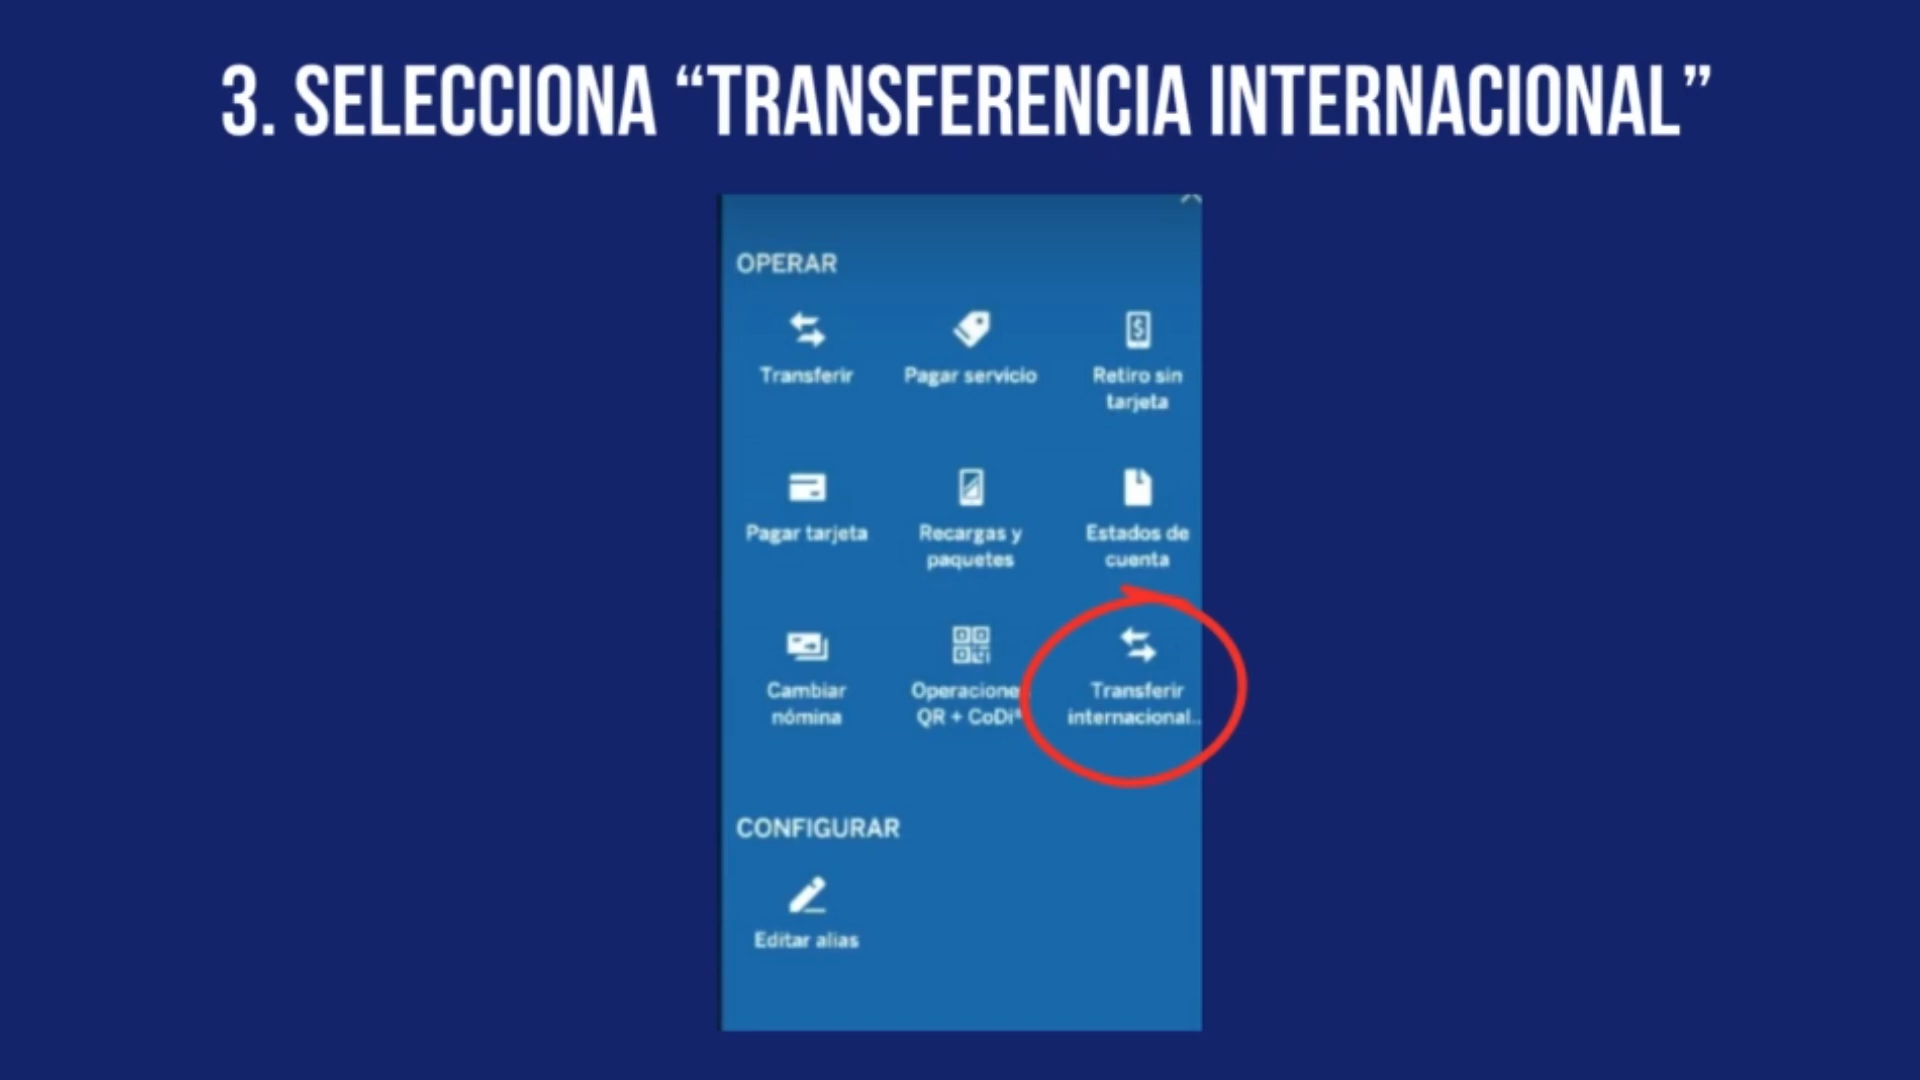 3. SELECCIONA “TRANSFERENCIA INTERNACIONAL”
OPERAR
Transferir
Pagar servicio
Retiro sin
tarjeta
Pagar tarjeta
Recargas y
paquetes
Estados de
cuenta
Cambiar
nómina
Operacione
QR + CoDi®
Transferir
internacional..
CONFIGURAR
Editar alias